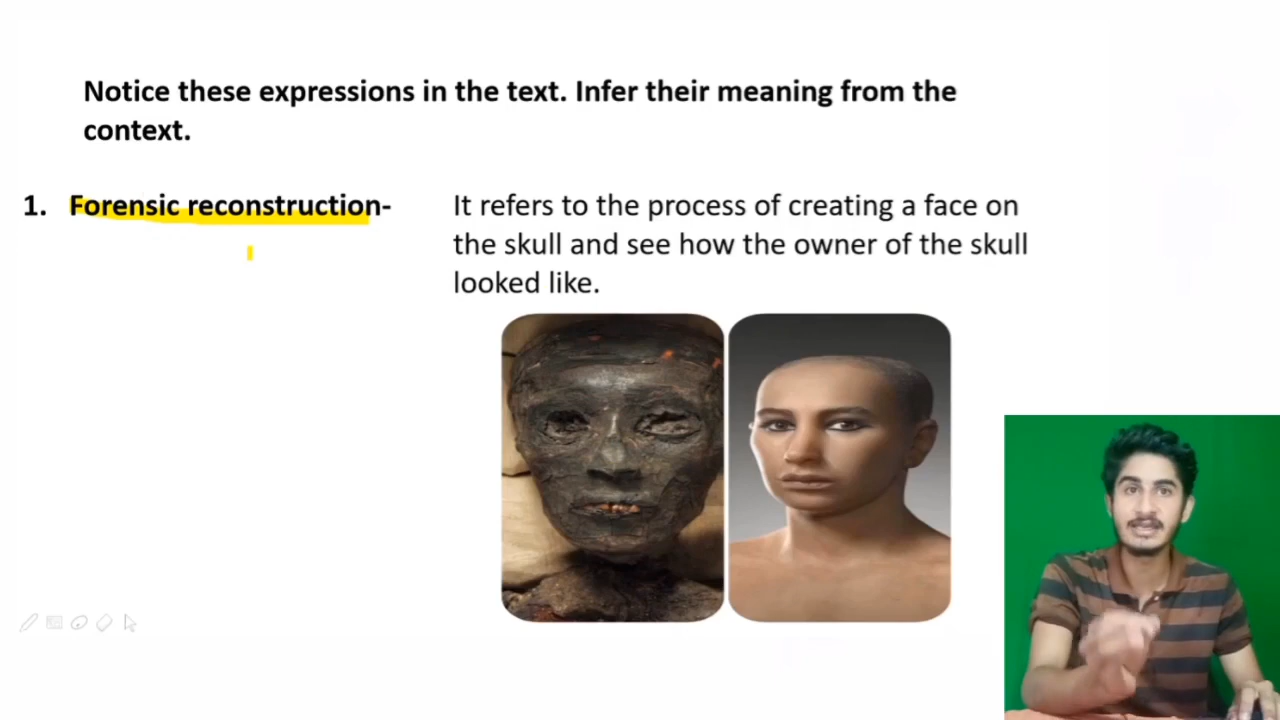 Notice these expressions in the text. Infer their meaning from the
context.
1. Forensic reconstruction-
It refers to the process of creating a face on
the skull and see how the owner of the skull
looked like.